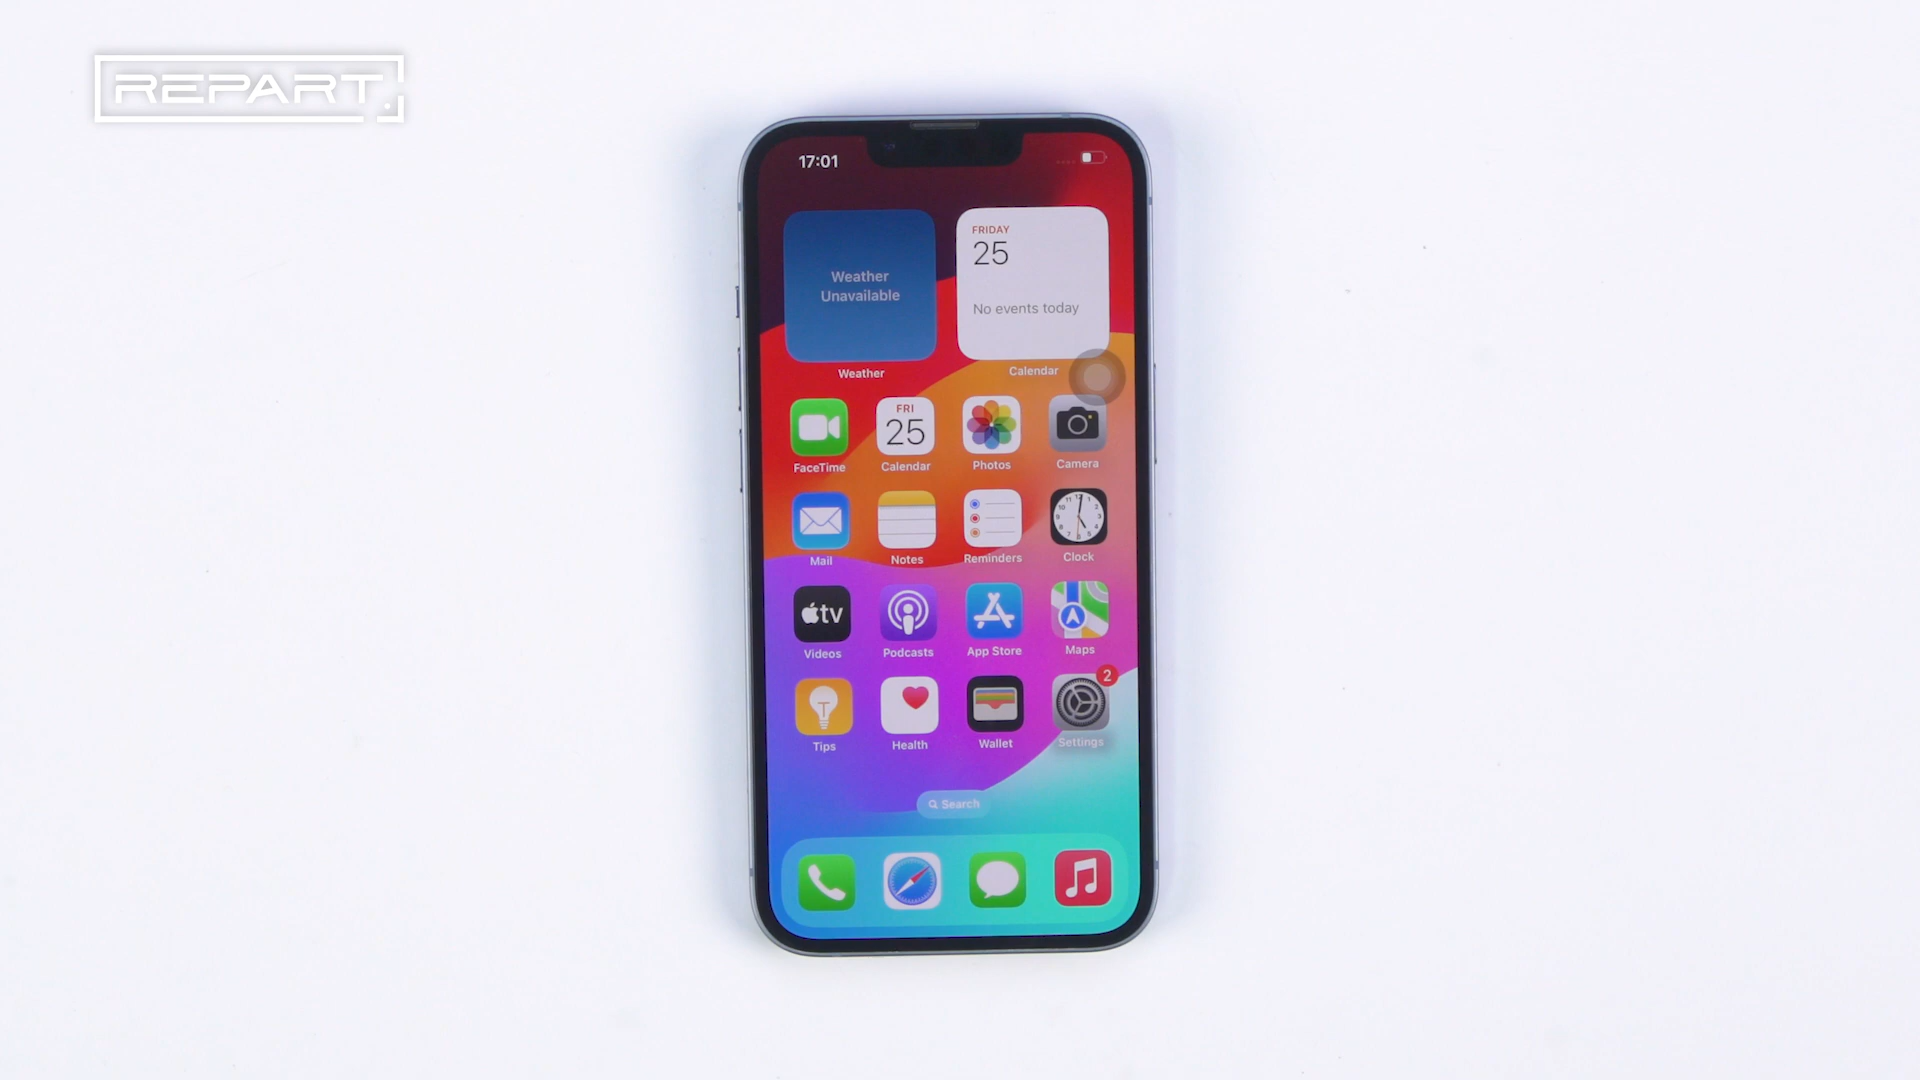 REPART
17:01
Weather
Unavailable
FRIDAY
25
No events today
Weather
Calendar
FRI
25
FaceTime
Calendar
Photos
Camera
Mail
Notes
Reminders
Clock
tv
Videos
Podcasts
App Store
Maps
2
Tips
Health
Wallet
Settings
Search